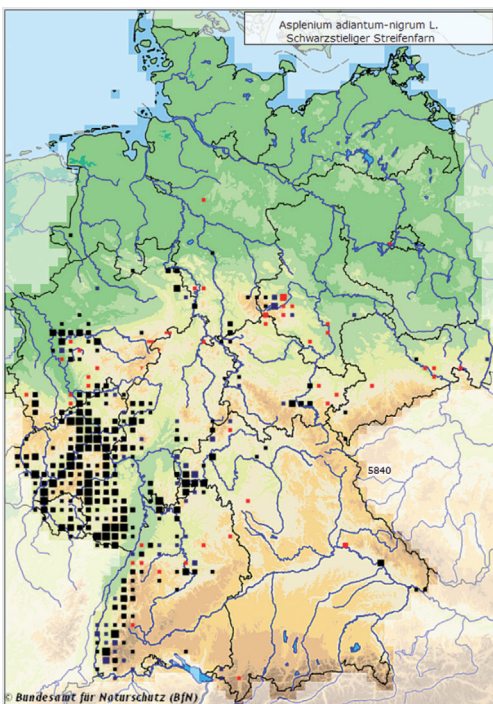 Asplenium adiantum-nigrum L.
Schwarzstieliger Streifenfarn
5840
© Bundesamt für Naturschutz (BfN)